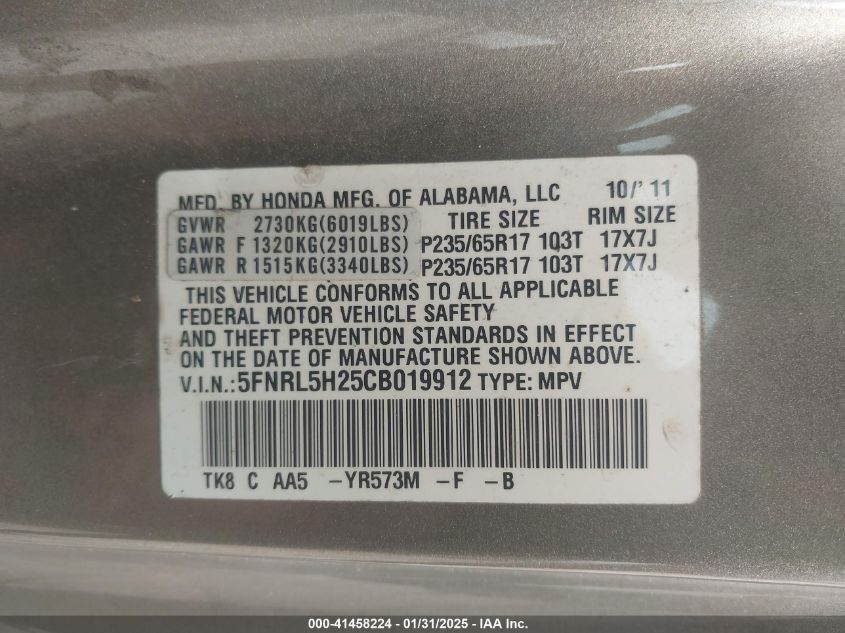 MFD. BY HONDA MFG. OF ALABAMA, LLC 10/'11
GVWR 2730KG(6019LBS) TIRE SIZE RIM SIZE
GAWR F 1320KG(2910LBS) P235/65R17 103T 17X7J
GAWR R 1515KG(3340LBS) P235/65R17 103T 17X7J
THIS VEHICLE CONFORMS TO ALL APPLICABLE
FEDERAL MOTOR VEHICLE SAFETY
AND THEFT PREVENTION STANDARDS IN EFFECT
ON THE DATE OF MANUFACTURE SHOWN ABOVE.
V.I.N.: 5FNRL5H25CB019912 TYPE: MPV
TK8 C AA5 -YR573M -F -B
000-41458224 - 01/31/2025 - IAA Inc.